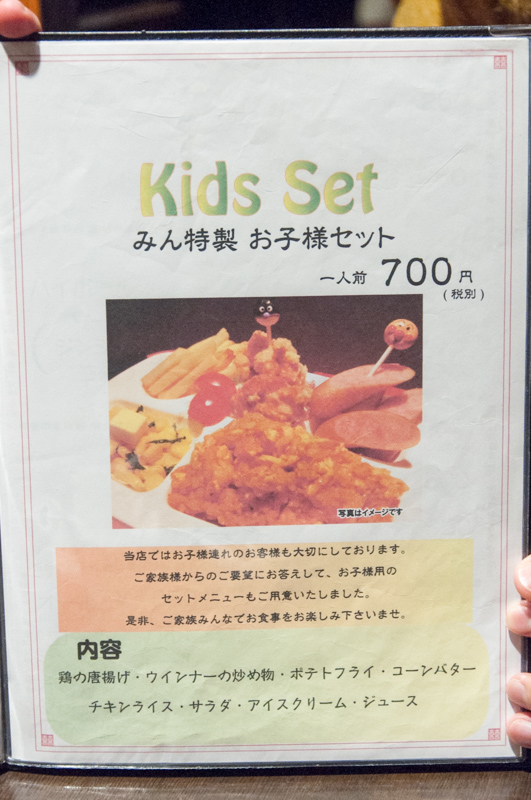 Kids Set
みん特製 お子様セット
一人前 700円
(税別)
写真はイメージです
当店ではお子様連れのお客様も大切にしております。
ご家族様からのご要望にお答えして、お子様用の
セットメニューもご用意いたしました。
是非、ご家族みんなでお食事をお楽しみ下さいませ。
内容
鶏の唐揚げ・ウインナーの炒め物・ポテトフライ・コーンバター
チキンライス・サラダ・アイスクリーム・ジュース